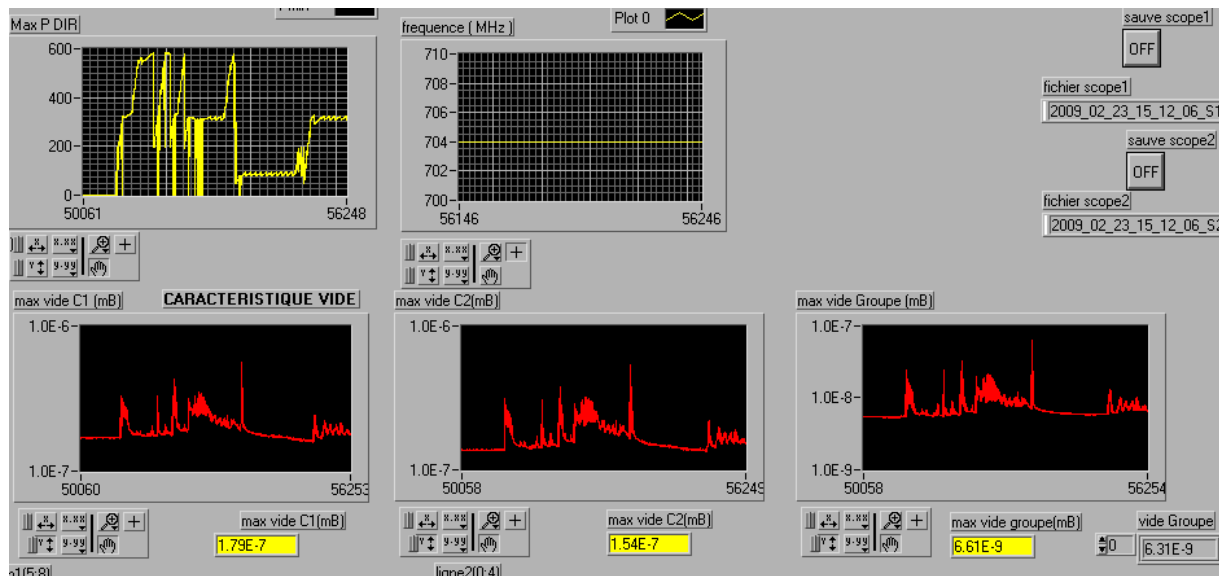 Max P DIR
600
400
200
0
50061 56248
frequence ( MHz )
Plot 0
710
708
706
704
702
700
56146 56246
sauve scope1
OFF
fichier scope1
2009_02_23_15_12_06_S1
sauve scope2
OFF
fichier scope2
2009_02_23_15_12_06_S2
max vide C1 (mB)
CARACTERISTIQUE VIDE
1.0E-6
1.0E-7
50060 56253
max vide C1(mB)
1.79E-7
max vide C2(mB)
1.0E-6
1.0E-7
50058 56249
max vide C2(mB)
1.54E-7
max vide Groupe (mB)
1.0E-7
1.0E-8
1.0E-9
50058 56254
max vide groupe(mB)
6.61E-9
vide Groupe
0
6.31E-9
ligne2(0:4)